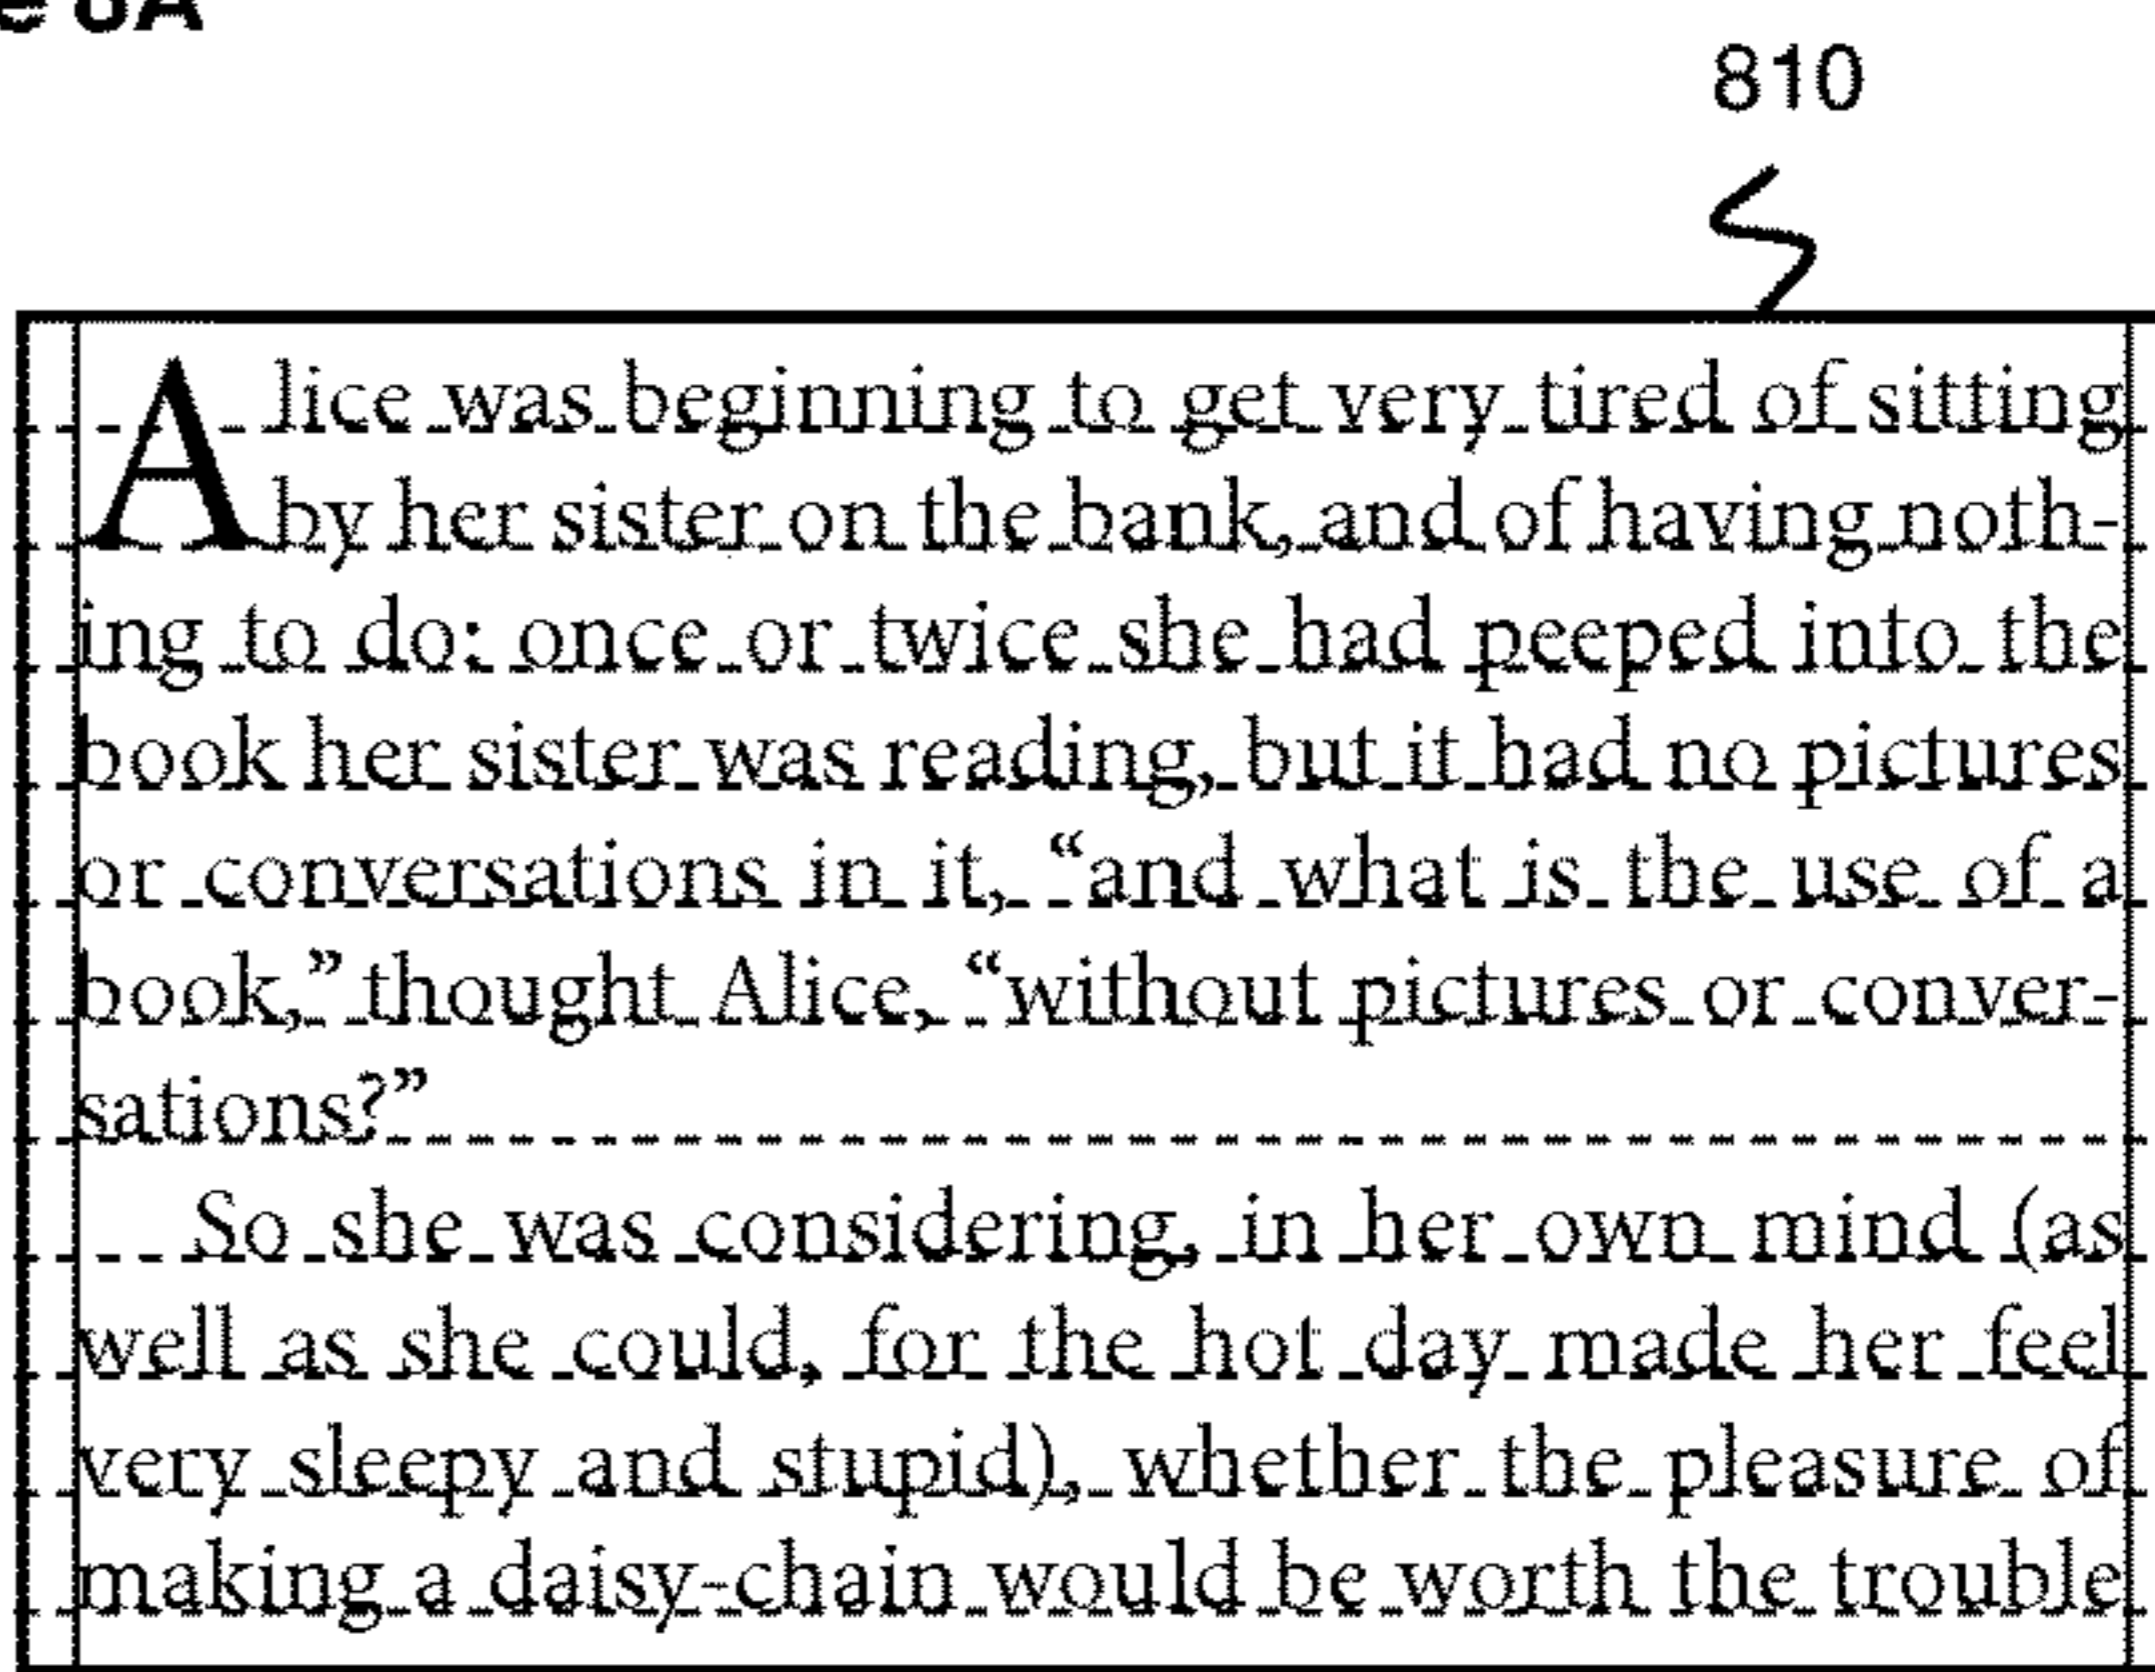 810
Alice was beginning to get very tired of sitting
by her sister on the bank, and of having noth-
ing to do: once or twice she had peeped into the
book her sister was reading, but it had no pictures
or conversations in it, “and what is the use of a
book,” thought Alice, “without pictures or conver-
sations?”
So she was considering, in her own mind (as
well as she could, for the hot day made her feel
very sleepy and stupid), whether the pleasure of
making a daisy-chain would be worth the trouble